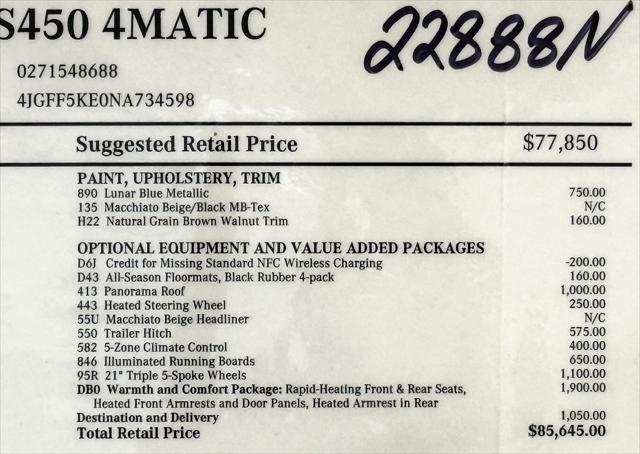 S450 4MATIC 22888N
0271548688
4JGFF5KE0NA734598
Suggested Retail Price $77,850
PAINT, UPHOLSTERY, TRIM
890 Lunar Blue Metallic 750.00
135 Macchiato Beige/Black MB-Tex N/C
H22 Natural Grain Brown Walnut Trim 160.00
OPTIONAL EQUIPMENT AND VALUE ADDED PACKAGES
D6J Credit for Missing Standard NFC Wireless Charging -200.00
D43 All-Season Floormats, Black Rubber 4-pack 160.00
413 Panorama Roof 1,000.00
443 Heated Steering Wheel 250.00
55U Macchiato Beige Headliner N/C
550 Trailer Hitch 575.00
582 5-Zone Climate Control 400.00
846 Illuminated Running Boards 650.00
95R 21" Triple 5-Spoke Wheels 1,100.00
DB0 Warmth and Comfort Package: Rapid-Heating Front & Rear Seats, 1,900.00
Heated Front Armrests and Door Panels, Heated Armrest in Rear
Destination and Delivery 1,050.00
Total Retail Price $85,645.00